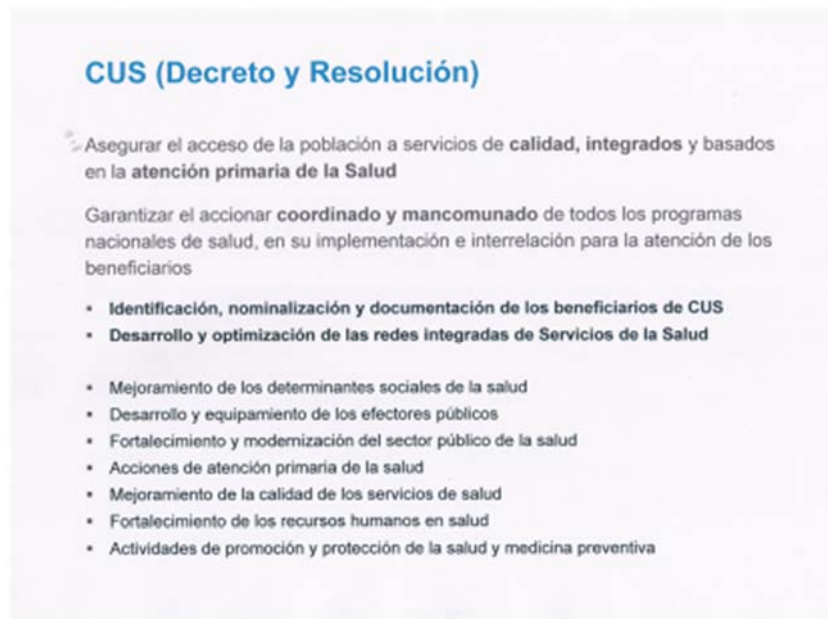 CUS (Decreto y Resolución)
Asegurar el acceso de la población a servicios de calidad, integrados y basados
en la atención primaria de la Salud
Garantizar el accionar coordinado y mancomunado de todos los programas
nacionales de salud, en su implementación e interrelación para la atención de los
beneficiarios
▪ Identificación, nominalización y documentación de los beneficiarios de CUS
▪ Desarrollo y optimización de las redes integradas de Servicios de la Salud
▪ Mejoramiento de los determinantes sociales de la salud
▪ Desarrollo y equipamiento de los efectores públicos
▪ Fortalecimiento y modernización del sector público de la salud
▪ Acciones de atención primaria de la salud
▪ Mejoramiento de la calidad de los servicios de salud
▪ Fortalecimiento de los recursos humanos en salud
▪ Actividades de promoción y protección de la salud y medicina preventiva